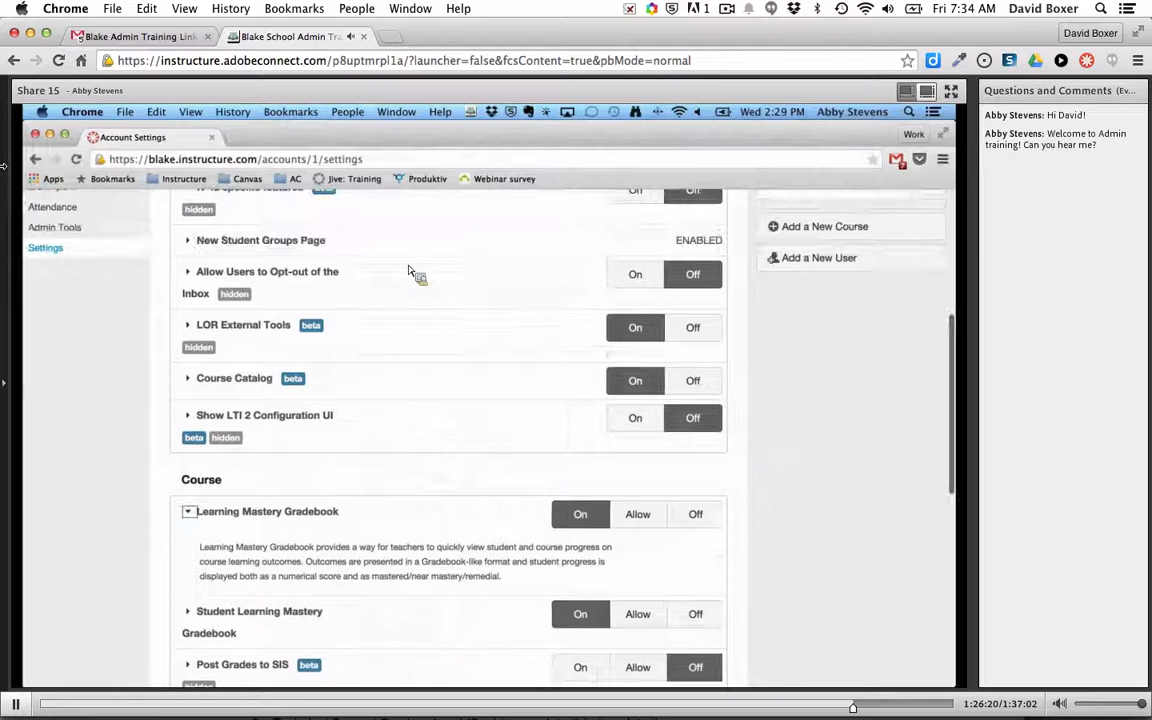 Chrome File Edit View History Bookmarks People Window Help 1 Fri 7:34 AM David Boxer
Blake Admin Training Link × Blake School Admin Tra × David Boxer
https://instructure.adobeconnect.com/p8uptmrpl1a/?launcher=false&fcsContent=true&pbMode=normal
Share 15 - Abby Stevens
Chrome File Edit View History Bookmarks People Window Help Wed 2:29 PM Abby Stevens
Account Settings × Work
https://blake.instructure.com/accounts/1/settings
Apps Bookmarks Instructure Canvas AC Jive: Training Produktiv Webinar survey
Attendance
Admin Tools
Settings
On Off
hidden
New Student Groups Page ENABLED
Allow Users to Opt-out of the
Inbox hidden On Off
LOR External Tools beta On Off
hidden
Course Catalog beta On Off
Show LTI 2 Configuration UI On Off
beta hidden
Course
Learning Mastery Gradebook On Allow Off
Learning Mastery Gradebook provides a way for teachers to quickly view student and course progress on
course learning outcomes. Outcomes are presented in a Gradebook-like format and student progress is
displayed both as a numerical score and as mastered/near mastery/remedial.
Student Learning Mastery
Gradebook On Allow Off
Post Grades to SIS beta On Allow Off
Add a New Course
Add a New User
Questions and Comments (Ev...
Abby Stevens: Hi David!
Abby Stevens: Welcome to Admin
training! Can you hear me?
1:26:20/1:37:02